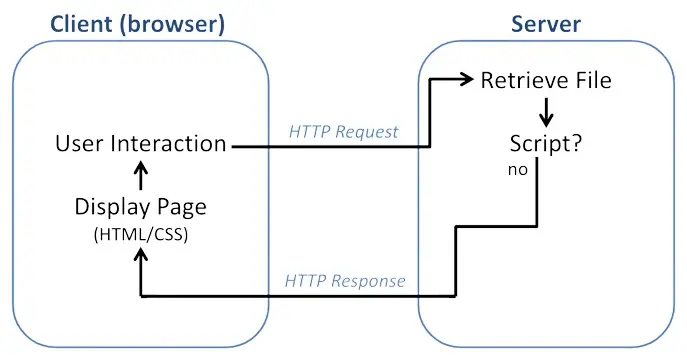 Client (browser)
Server
Retrieve File
HTTP Request
User Interaction
Script?
no
Display Page
(HTML/CSS)
HTTP Response